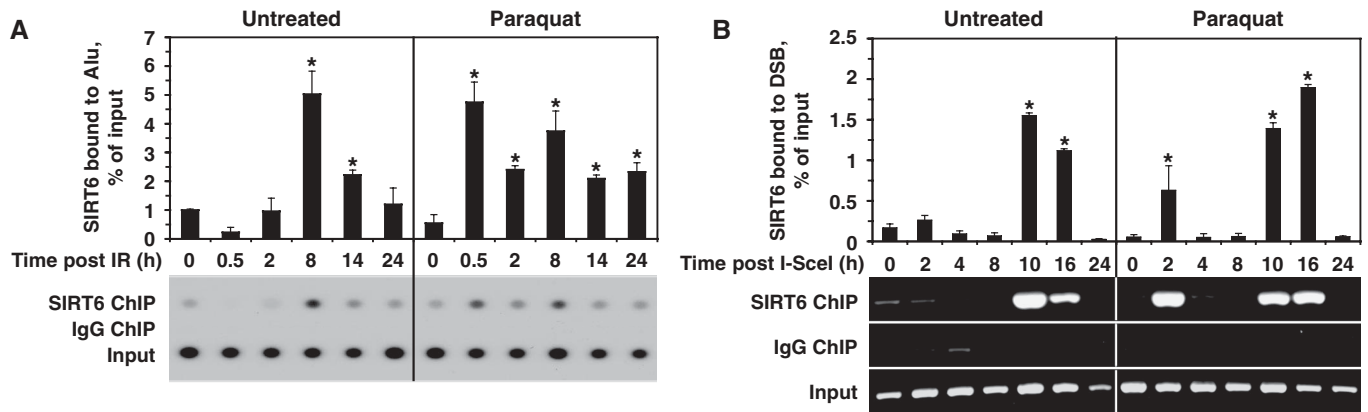 A
Untreated
Paraquat
SIRT6 bound to Alu,
% of input
7
6
5
4
3
2
1
0
* * * * * * *
Time post IR (h) 0 0.5 2 8 14 24 0 0.5 2 8 14 24
SIRT6 ChIP
IgG ChIP
Input
B
Untreated
Paraquat
SIRT6 bound to DSB,
% of input
2.5
2
1.5
1
0.5
0
* * * * *
Time post I-SceI (h) 0 2 4 8 10 16 24 0 2 4 8 10 16 24
SIRT6 ChIP
IgG ChIP
Input